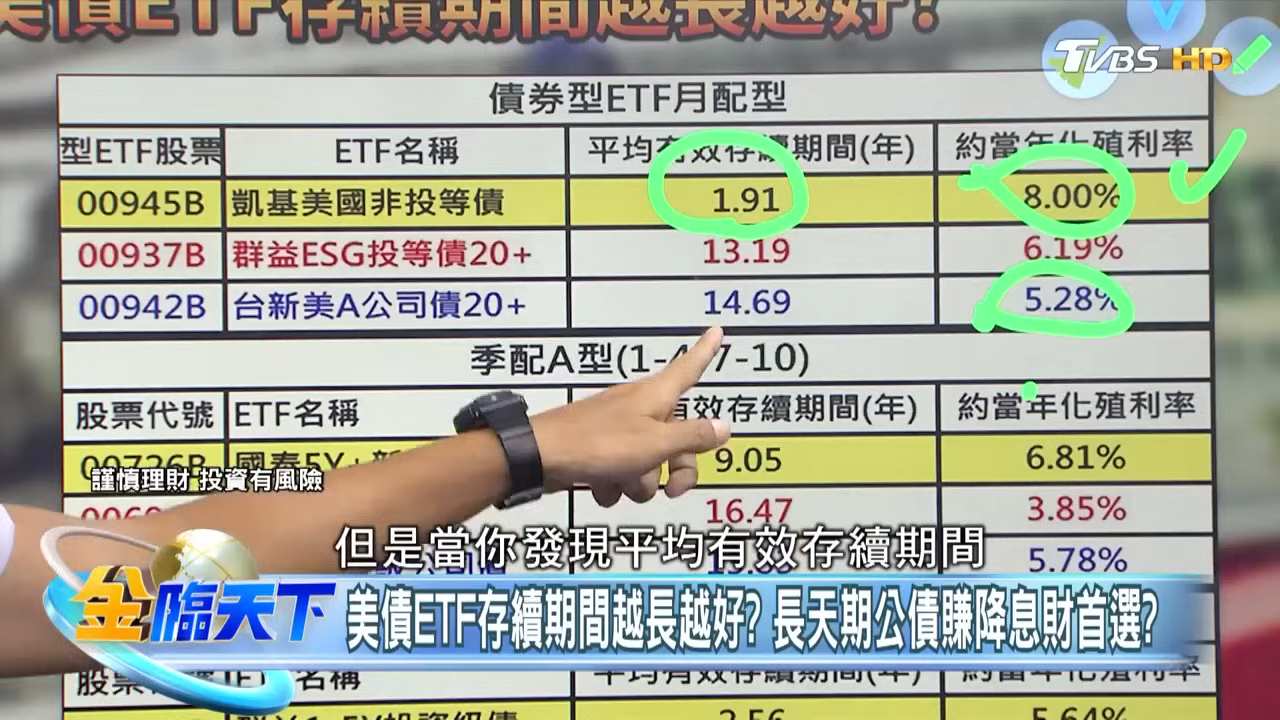 美債ETF存續期間越長越好?
TVBS HD
債券型ETF月配型
型ETF股票 ETF名稱 平均有效存續期間(年) 約當年化殖利率
00945B 凱基美國非投等債 1.91 8.00%
00937B 群益ESG投等債20+ 13.19 6.19%
00942B 台新美A公司債20+ 14.69 5.28%
季配A型(1-4/7-10)
股票代號 ETF名稱 有效存續期間(年) 約當年化殖利率
9.05 6.81%
16.47 3.85%
5.78%
謹慎理財 投資有風險
但是當你發現平均有效存續期間
金臨天下
美債ETF存續期間越長越好? 長天期公債賺降息財首選?
平均有效存續期間(年) 約當年化殖利率
2.56 5.64%